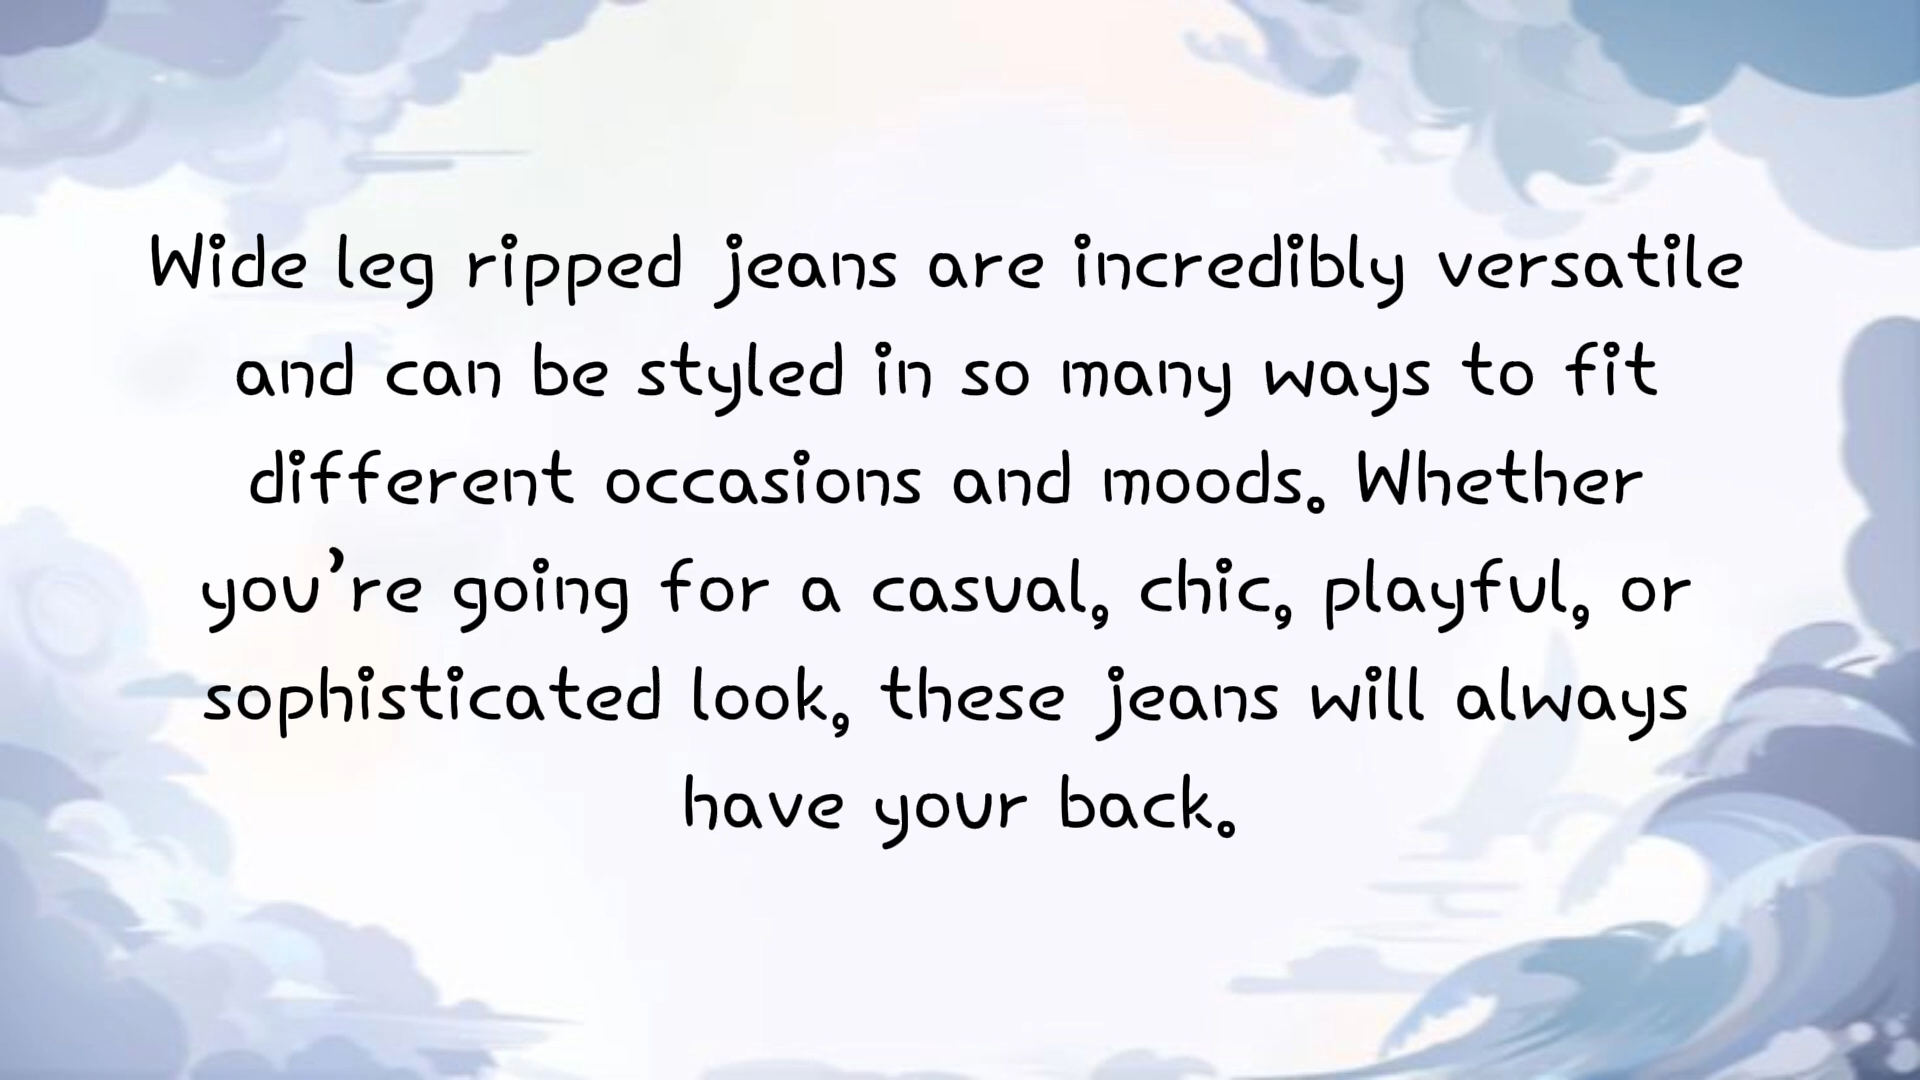 Wide leg ripped jeans are incredibly versatile
and can be styled in so many ways to fit
different occasions and moods. Whether
you’re going for a casual, chic, playful, or
sophisticated look, these jeans will always
have your back.